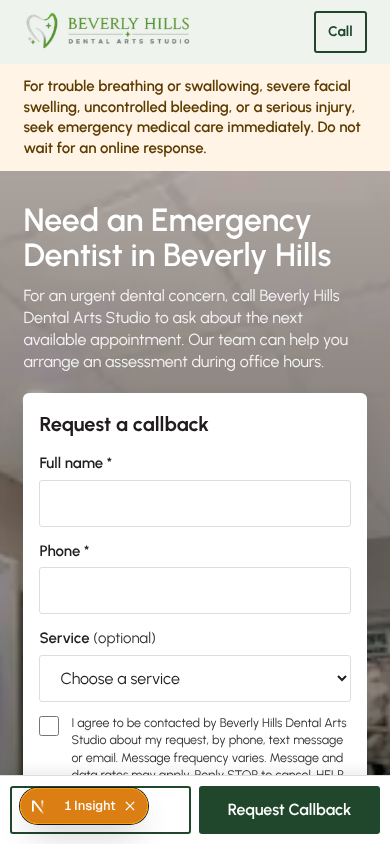 BEVERLY HILLS
DENTAL ARTS STUDIO
Call
For trouble breathing or swallowing, severe facial
swelling, uncontrolled bleeding, or a serious injury,
seek emergency medical care immediately. Do not
wait for an online response.
Need an Emergency
Dentist in Beverly Hills
For an urgent dental concern, call Beverly Hills
Dental Arts Studio to ask about the next
available appointment. Our team can help you
arrange an assessment during office hours.
Request a callback
Full name *
Phone *
Service (optional)
Choose a service
I agree to be contacted by Beverly Hills Dental Arts
Studio about my request, by phone, text message
or email. Message frequency varies. Message and
data rates may apply. Reply STOP to cancel, HELP
N 1 Insight ×
Request Callback